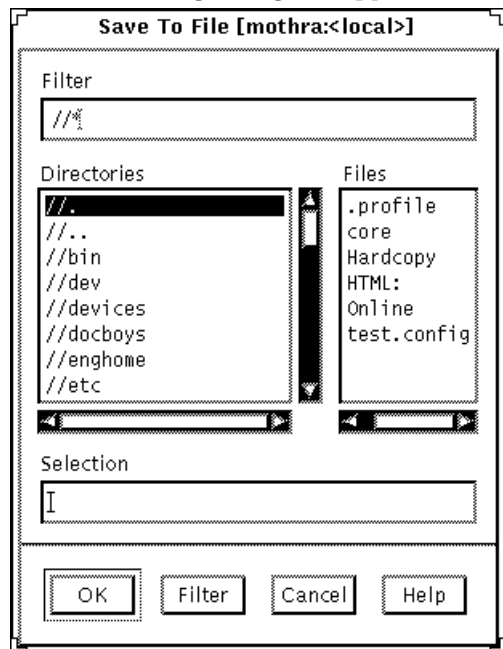 Save To File [mothra:<local>]
Filter
//*
Directories
//.
//..
//bin
//dev
//devices
//docboys
//enghome
//etc
Files
.profile
core
Hardcopy
HTML:
Online
test.config
Selection
OK
Filter
Cancel
Help